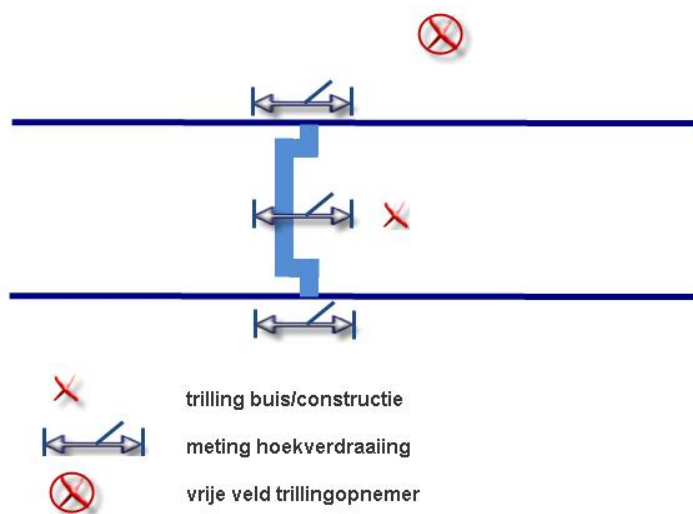 trilling buis/constructie
meting hoekverdraaiing
vrije veld trillingopnemer